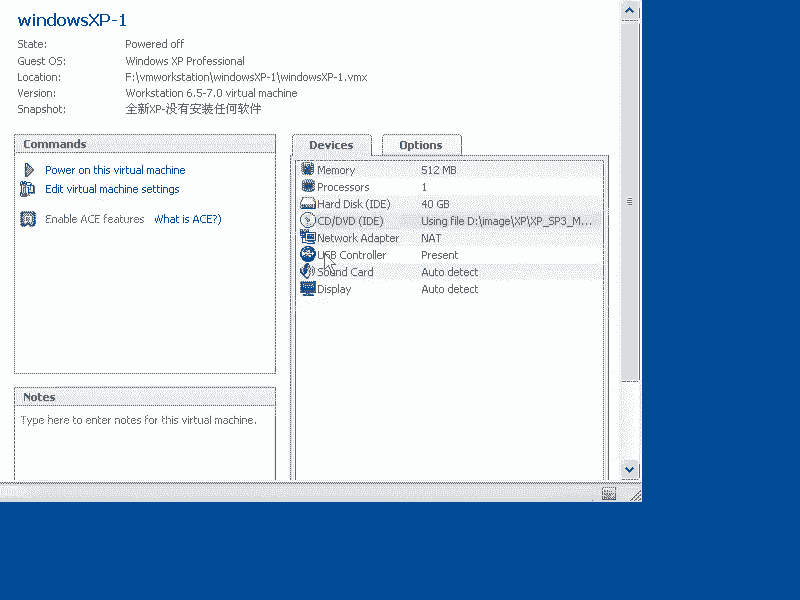 windowsXP-1
State: Powered off
Guest OS: Windows XP Professional
Location: F:\vmworkstation\windowsXP-1\windowsXP-1.vmx
Version: Workstation 6.5-7.0 virtual machine
Snapshot: 全新XP-没有安装任何软件
Commands
Power on this virtual machine
Edit virtual machine settings
Enable ACE features What is ACE?)
Devices Options
Memory 512 MB
Processors 1
Hard Disk (IDE) 40 GB
CD/DVD (IDE) Using file D:\image\XP\XP_SP3_M...
Network Adapter NAT
USB Controller Present
Sound Card Auto detect
Display Auto detect
Notes
Type here to enter notes for this virtual machine.